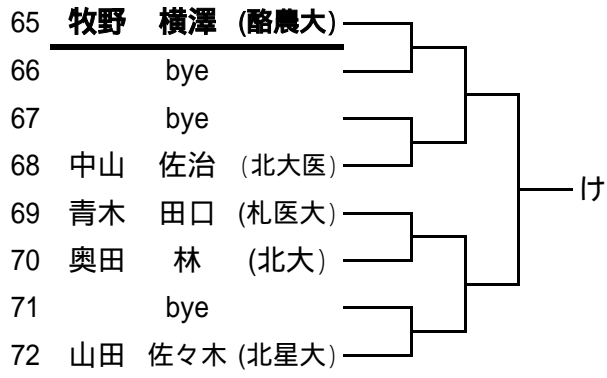 65 牧野 横澤 (酪農大)
66 bye
67 bye
68 中山 佐治 (北大医)
69 青木 田口 (札医大)
70 奥田 林 (北大)
71 bye
72 山田 佐々木 (北星大)
け